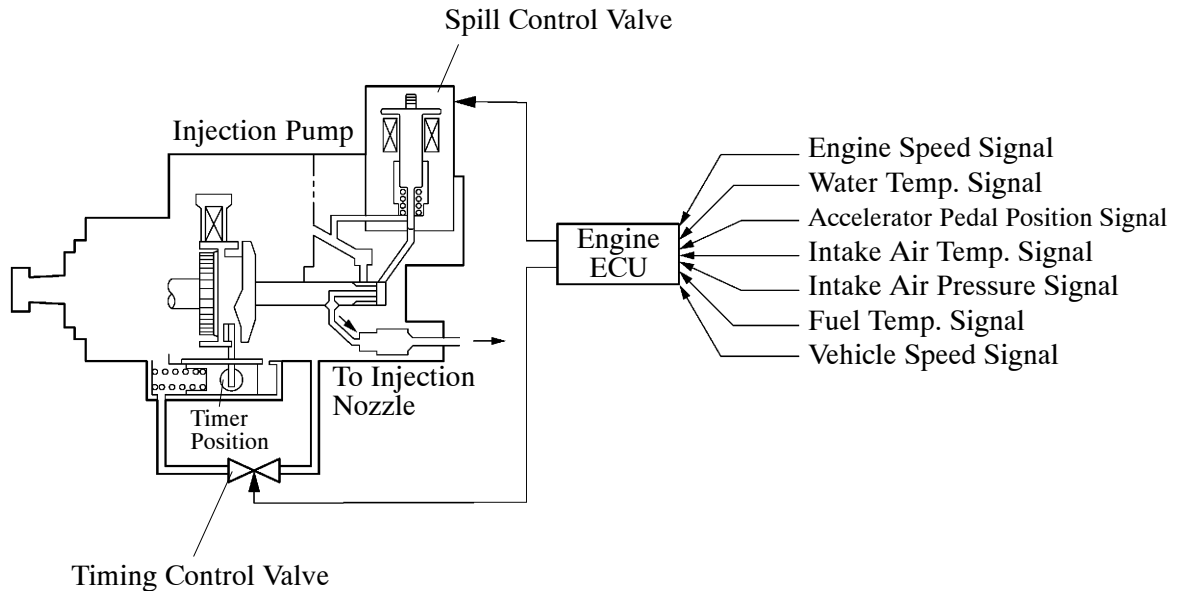 Spill Control Valve
Injection Pump
Engine Speed Signal
Water Temp. Signal
Accelerator Pedal Position Signal
Engine
ECU
Intake Air Temp. Signal
Intake Air Pressure Signal
Fuel Temp. Signal
Vehicle Speed Signal
To Injection
Nozzle
Timer
Position
Timing Control Valve